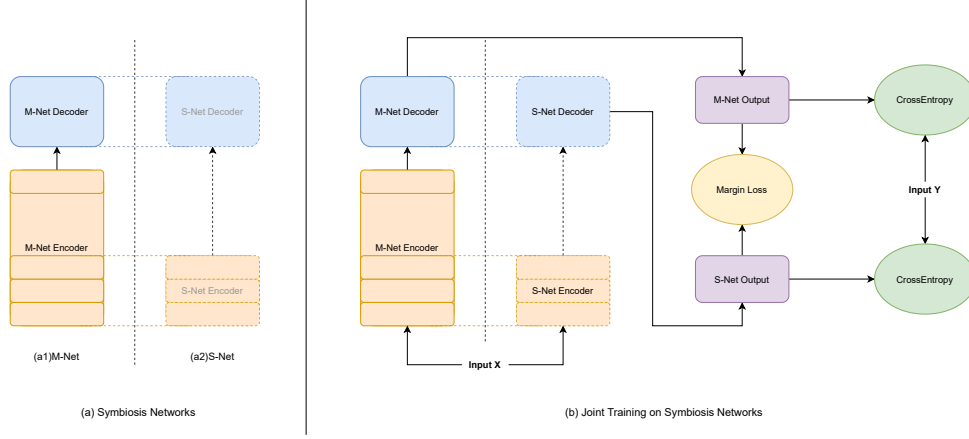 M-Net Decoder
S-Net Decoder
M-Net Encoder
S-Net Encoder
(a1)M-Net
(a2)S-Net
(a) Symbiosis Networks
M-Net Decoder
S-Net Decoder
M-Net Output
CrossEntropy
Margin Loss
Input Y
M-Net Encoder
S-Net Encoder
S-Net Output
CrossEntropy
Input X
(b) Joint Training on Symbiosis Networks